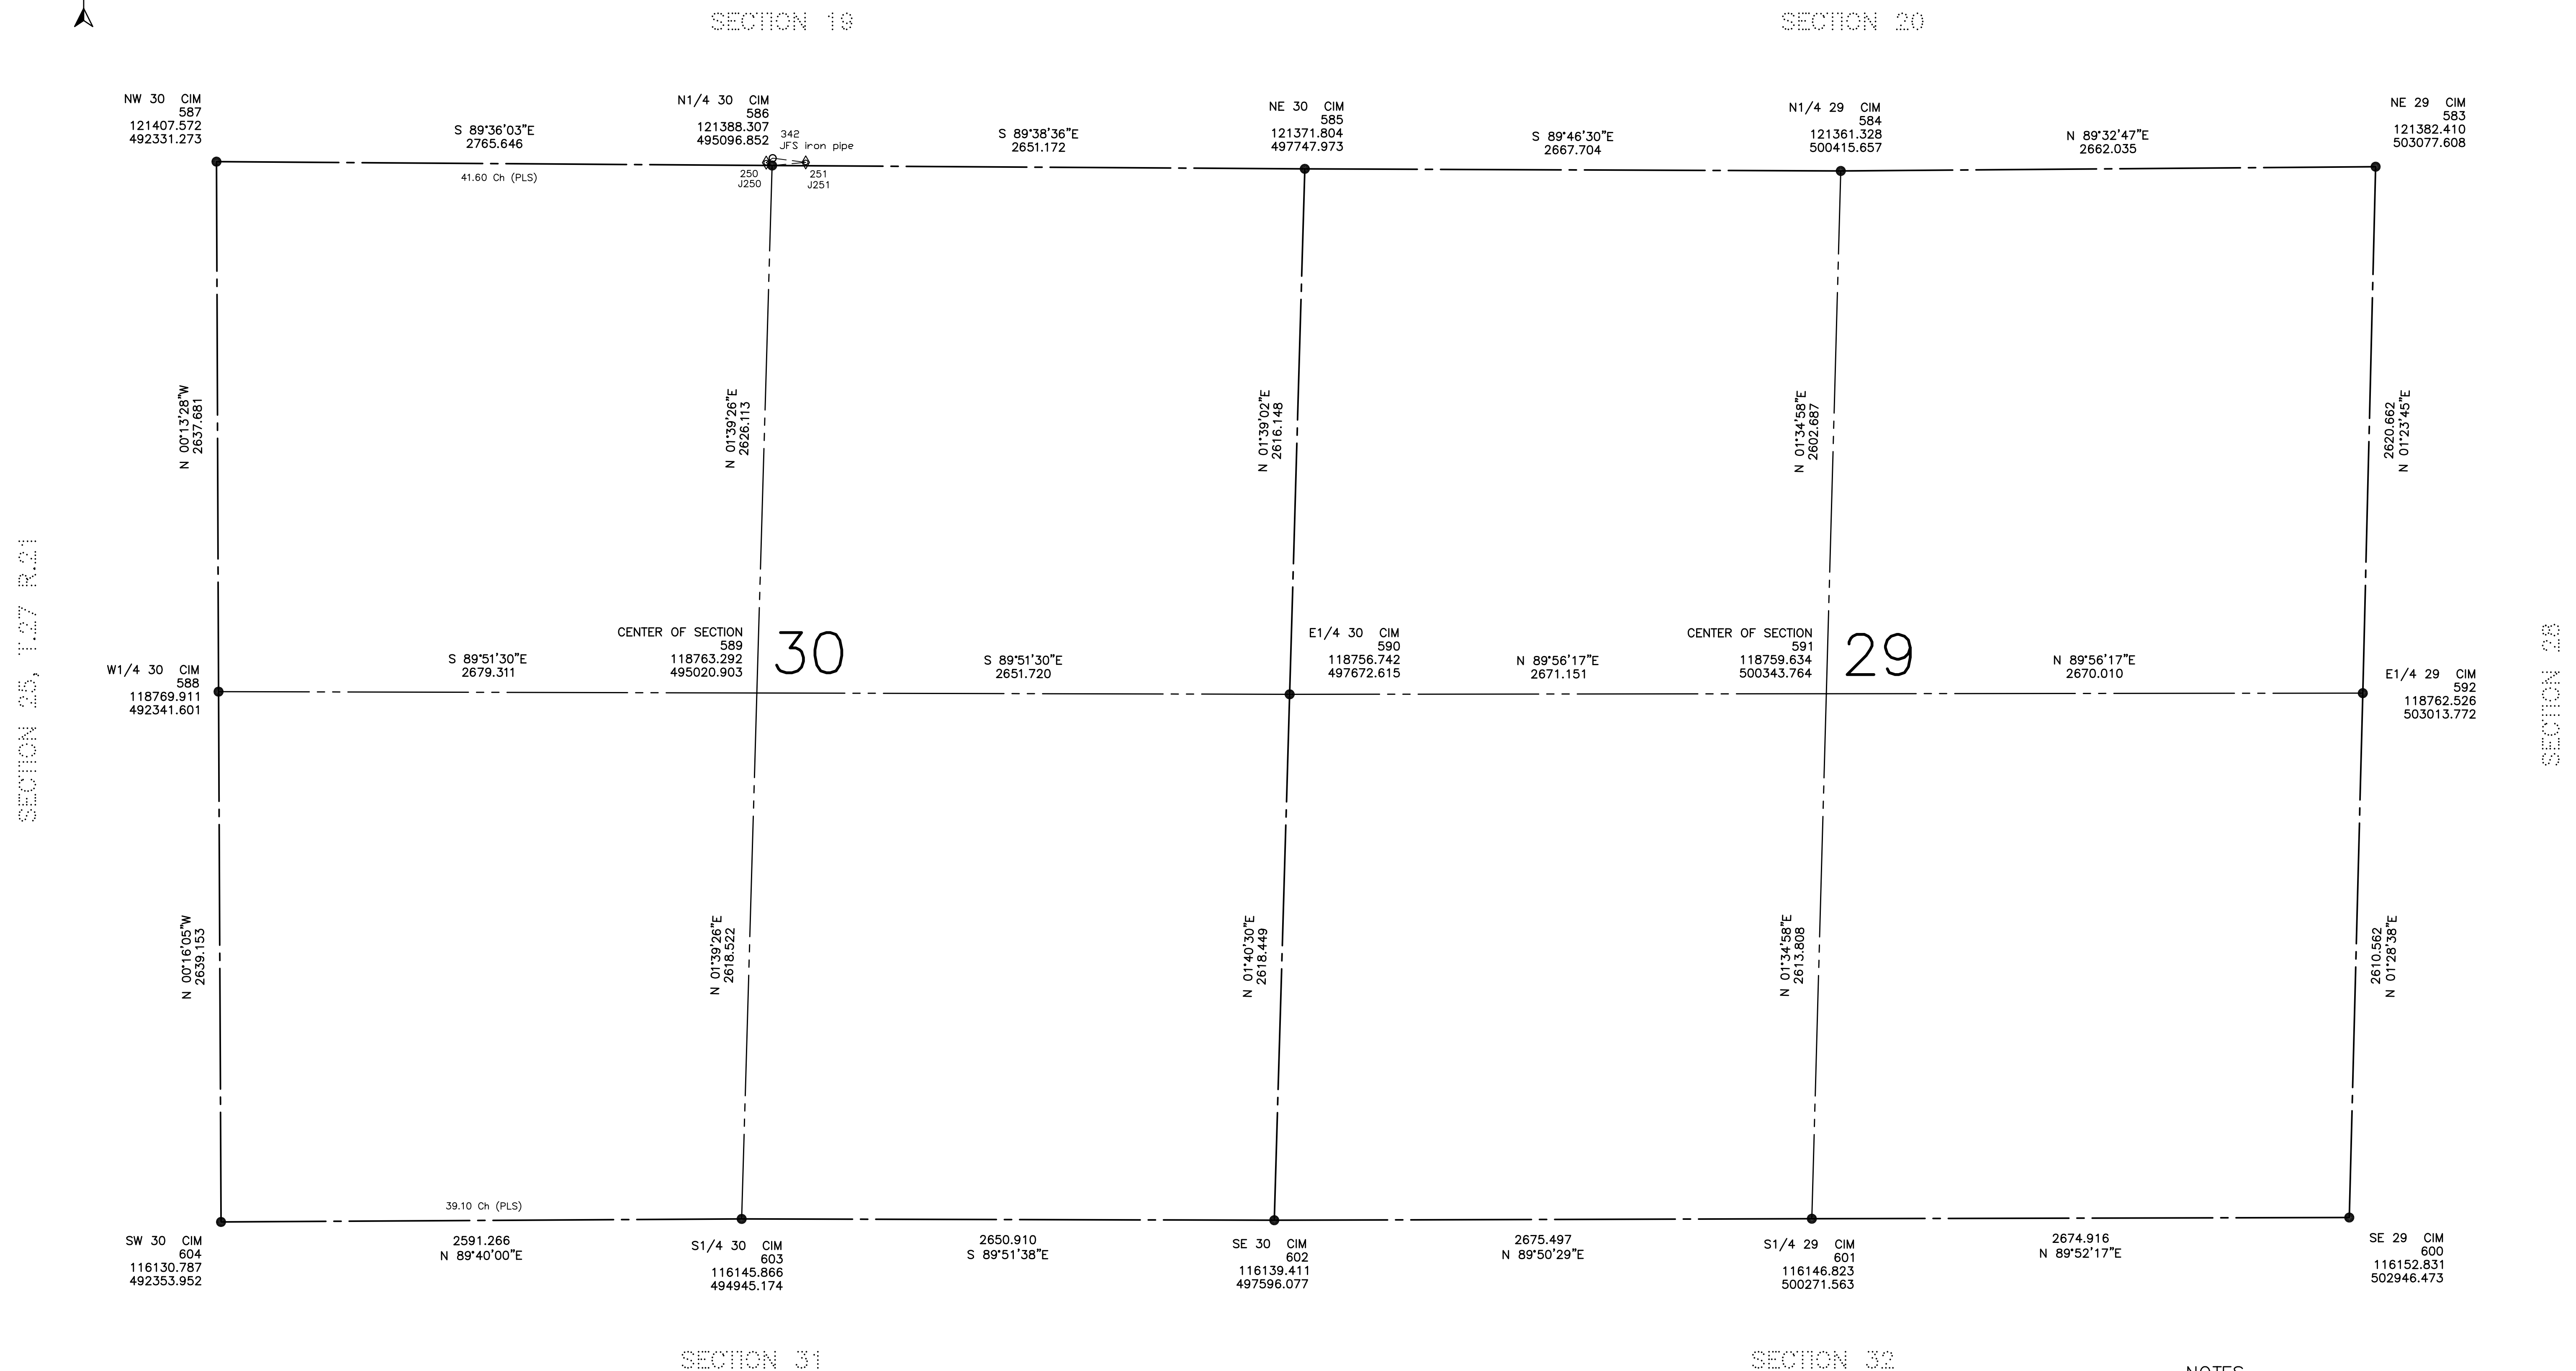 SECTION 19
SECTION 20
NW 30 CIM
587
121407.572
492331.273
S 89°36'03"E
2765.646
41.60 Ch (PLS)
N1/4 30 CIM
586
121388.307
495096.852
342
JFS iron pipe
250
J250
251
J251
S 89°38'36"E
2651.172
NE 30 CIM
585
121371.804
497747.973
S 89°46'30"E
2667.704
N1/4 29 CIM
584
121361.328
500415.657
N 89°32'47"E
2662.035
NE 29 CIM
583
121382.410
503077.608
N 00°13'28"W
2637.681
N 01°39'26"E
2626.113
N 01°39'02"E
2616.148
N 01°34'58"E
2602.687
2620.662
N 01°23'45"E
SECTION 25, T.27 R.21
W1/4 30 CIM
588
118769.911
492341.601
S 89°51'30"E
2679.311
CENTER OF SECTION
589
118763.292
495020.903
30
S 89°51'30"E
2651.720
E1/4 30 CIM
590
118756.742
497672.615
N 89°56'17"E
2671.151
CENTER OF SECTION
591
118759.634
500343.764
29
N 89°56'17"E
2670.010
E1/4 29 CIM
592
118762.526
503013.772
SECTION 28
N 00°16'05"W
2639.153
N 01°39'26"E
2618.522
N 01°40'30"E
2618.449
N 01°34'58"E
2613.808
2610.562
N 01°28'38"E
39.10 Ch (PLS)
SW 30 CIM
604
116130.787
492353.952
2591.266
N 89°40'00"E
S1/4 30 CIM
603
116145.866
494945.174
2650.910
S 89°51'38"E
SE 30 CIM
602
116139.411
497596.077
2675.497
N 89°50'29"E
S1/4 29 CIM
601
116146.823
500271.563
2674.916
N 89°52'17"E
SE 29 CIM
600
116152.831
502946.473
SECTION 31
SECTION 32
NOTES